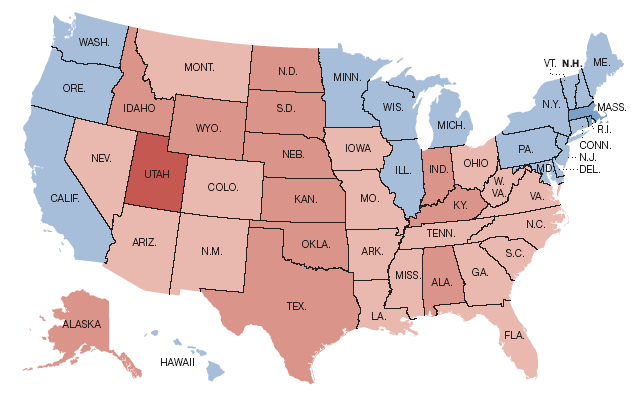 WASH.
MONT.
N.D.
MINN.
VT. N.H.
ME.
ORE.
IDAHO
S.D.
WIS.
N.Y.
MASS.
WYO.
MICH.
R.I.
NEV.
UTAH
NEB.
IOWA
PA.
CONN.
N.J.
CALIF.
COLO.
ILL.
IND.
OHIO
MD.
DEL.
KAN.
MO.
KY.
W.
VA.
VA.
ARIZ.
N.M.
OKLA.
ARK.
TENN.
N.C.
S.C.
TEX.
LA.
MISS.
ALA.
GA.
ALASKA
FLA.
HAWAII